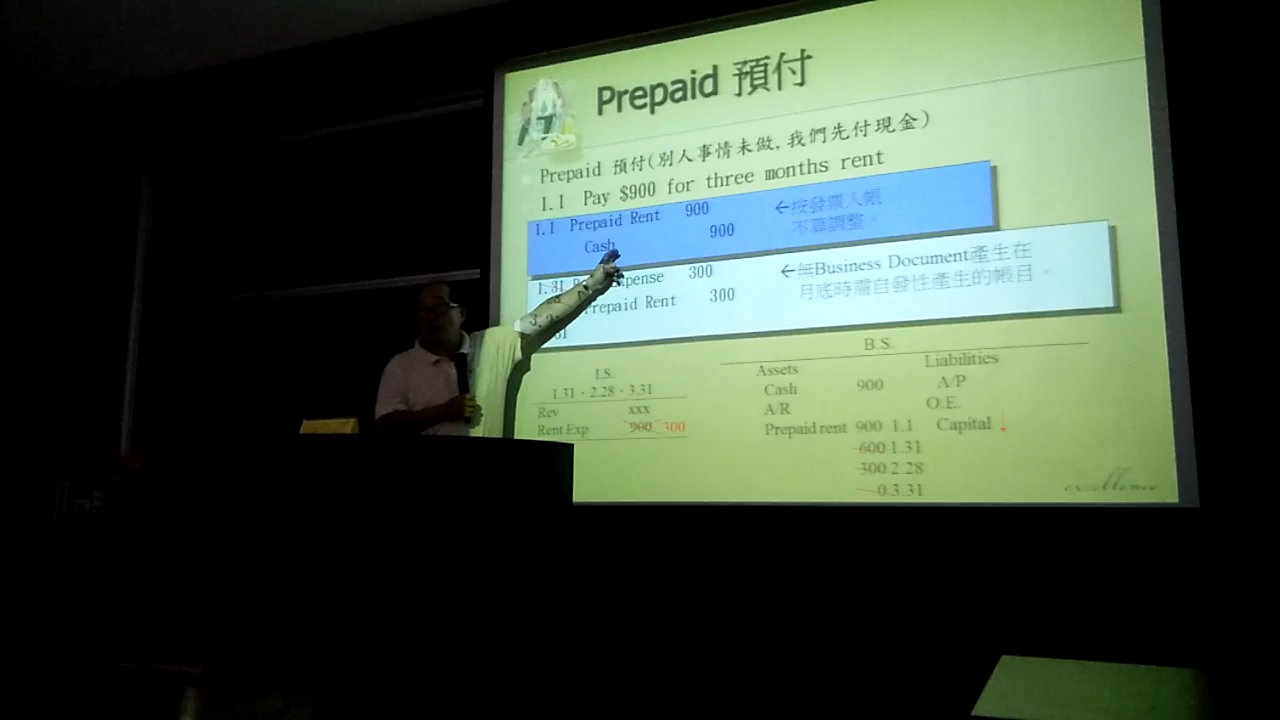 Prepaid 預付
Prepaid 預付(別人事情未做,我們先付現金)
1.1 Pay $900 for three months rent
1.1 Prepaid Rent 900 ←按發票入帳
Cash 900 不算調整。
1.31 Expense 300 ←無Business Document產生在
Prepaid Rent 300 月底時需自發性產生的帳目。
I.S.
1.31 - 2.28 - 3.31
Rev xxx
Rent Exp 900 300
B.S.
Assets Liabilities
Cash 900 A/P
A/R O.E.
Prepaid rent 900 1.1 Capital ↓
600 1.31
300 2.28
0 3.31
excellence